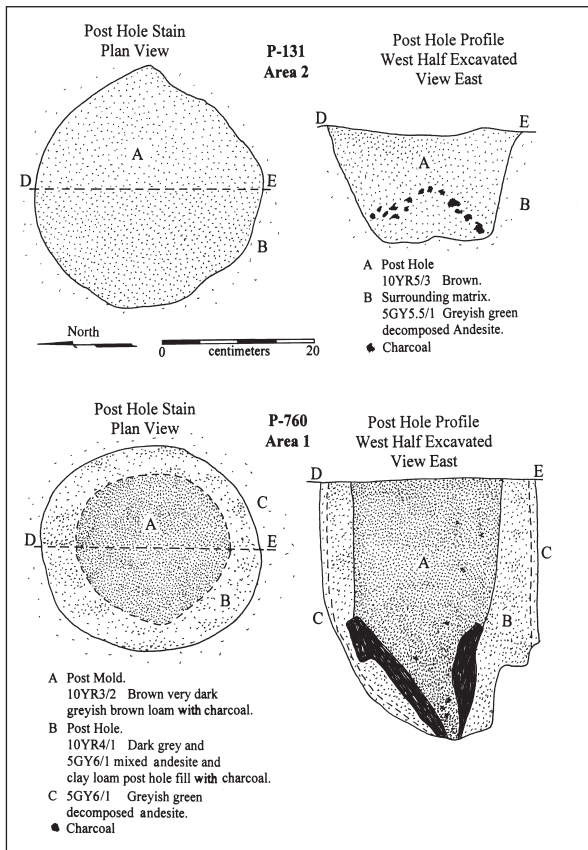 Post Hole Stain
Plan View
P-131
Area 2
Post Hole Profile
West Half Excavated
View East
A
D
E
B
D
E
A
B
A Post Hole
10YR5/3 Brown.
B Surrounding matrix.
5GY5.5/1 Greyish green
decomposed Andesite.
Charcoal
North
0 centimeters 20
Post Hole Stain
Plan View
P-760
Area 1
Post Hole Profile
West Half Excavated
View East
A
C
D
E
B
D
E
A
C
C
B
A Post Mold.
10YR3/2 Brown very dark
greyish brown loam with charcoal.
B Post Hole.
10YR4/1 Dark grey and
5GY6/1 mixed andesite and
clay loam post hole fill with charcoal.
C 5GY6/1 Greyish green
decomposed andesite.
Charcoal